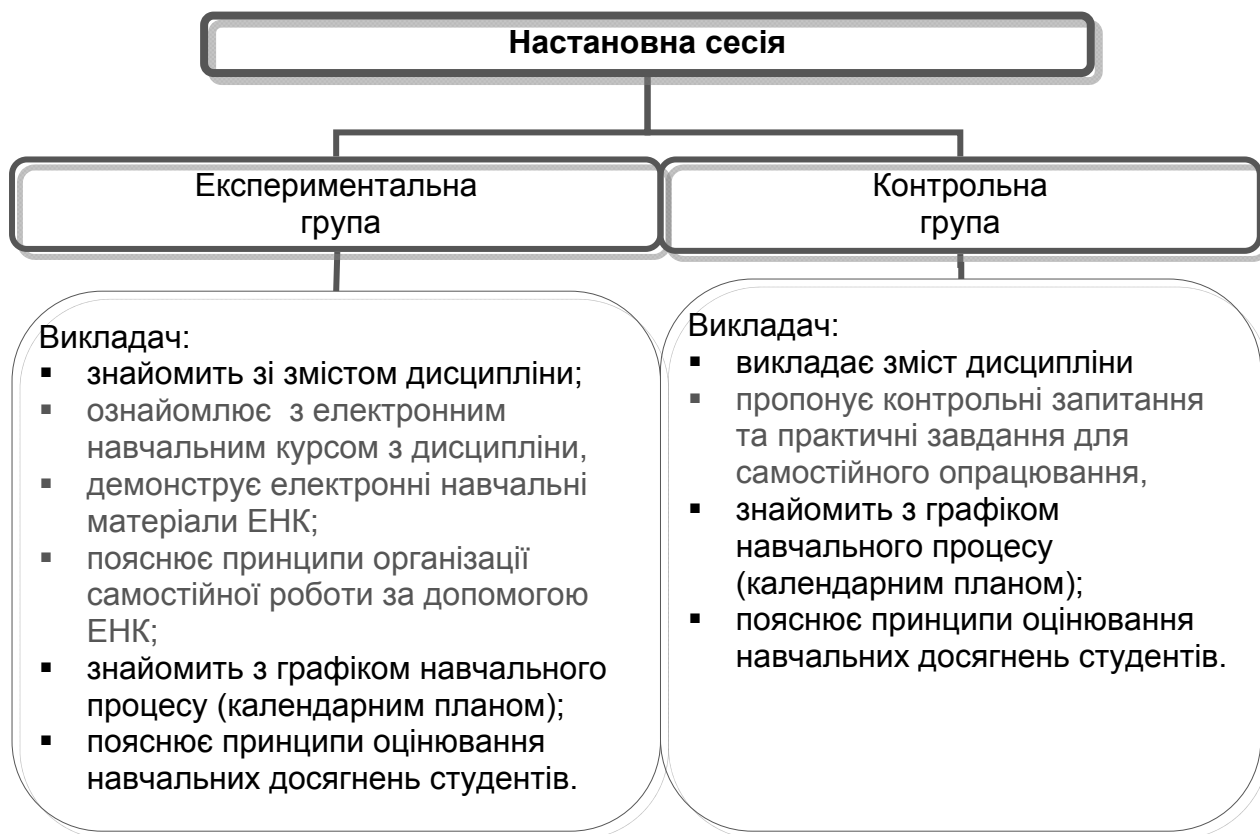 Настановна сесія
Експериментальна
група
Контрольна
група
Викладач:
▪ знайомить зі змістом дисципліни;
▪ ознайомлює з електронним
навчальним курсом з дисципліни,
▪ демонструє електронні навчальні
матеріали ЕНК;
▪ пояснює принципи організації
самостійної роботи за допомогою
ЕНК;
▪ знайомить з графіком навчального
процесу (календарним планом);
▪ пояснює принципи оцінювання
навчальних досягнень студентів.
Викладач:
▪ викладає зміст дисципліни
▪ пропонує контрольні запитання
та практичні завдання для
самостійного опрацювання,
▪ знайомить з графіком
навчального процесу
(календарним планом);
▪ пояснює принципи оцінювання
навчальних досягнень студентів.